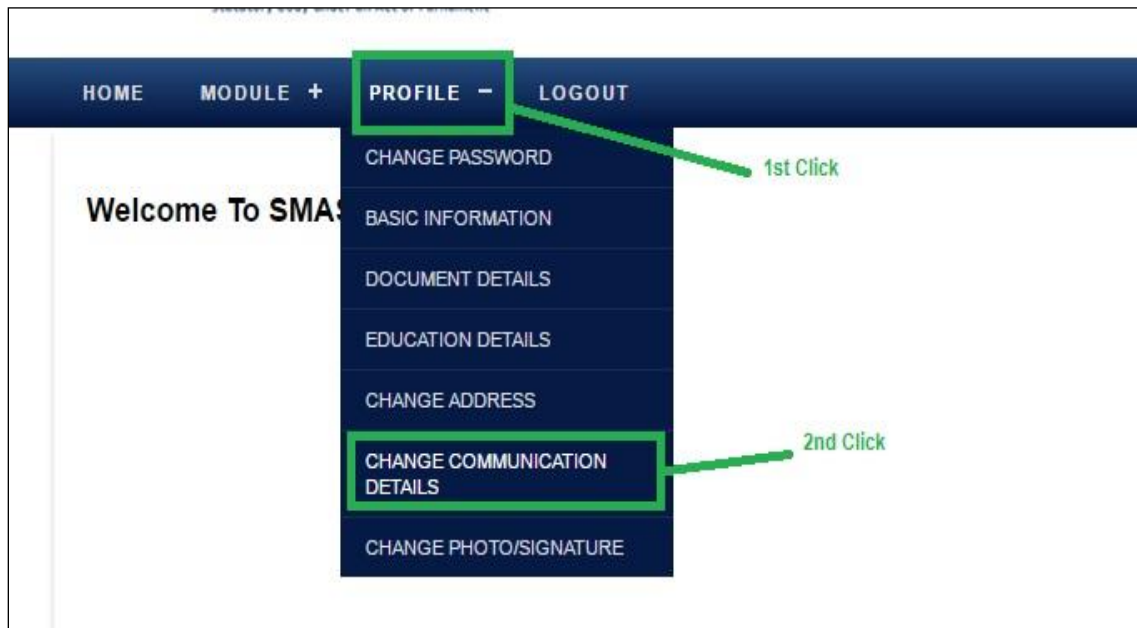 HOME MODULE + PROFILE - LOGOUT
CHANGE PASSWORD
1st Click
Welcome To SMAS
BASIC INFORMATION
DOCUMENT DETAILS
EDUCATION DETAILS
CHANGE ADDRESS
2nd Click
CHANGE COMMUNICATION
DETAILS
CHANGE PHOTO/SIGNATURE